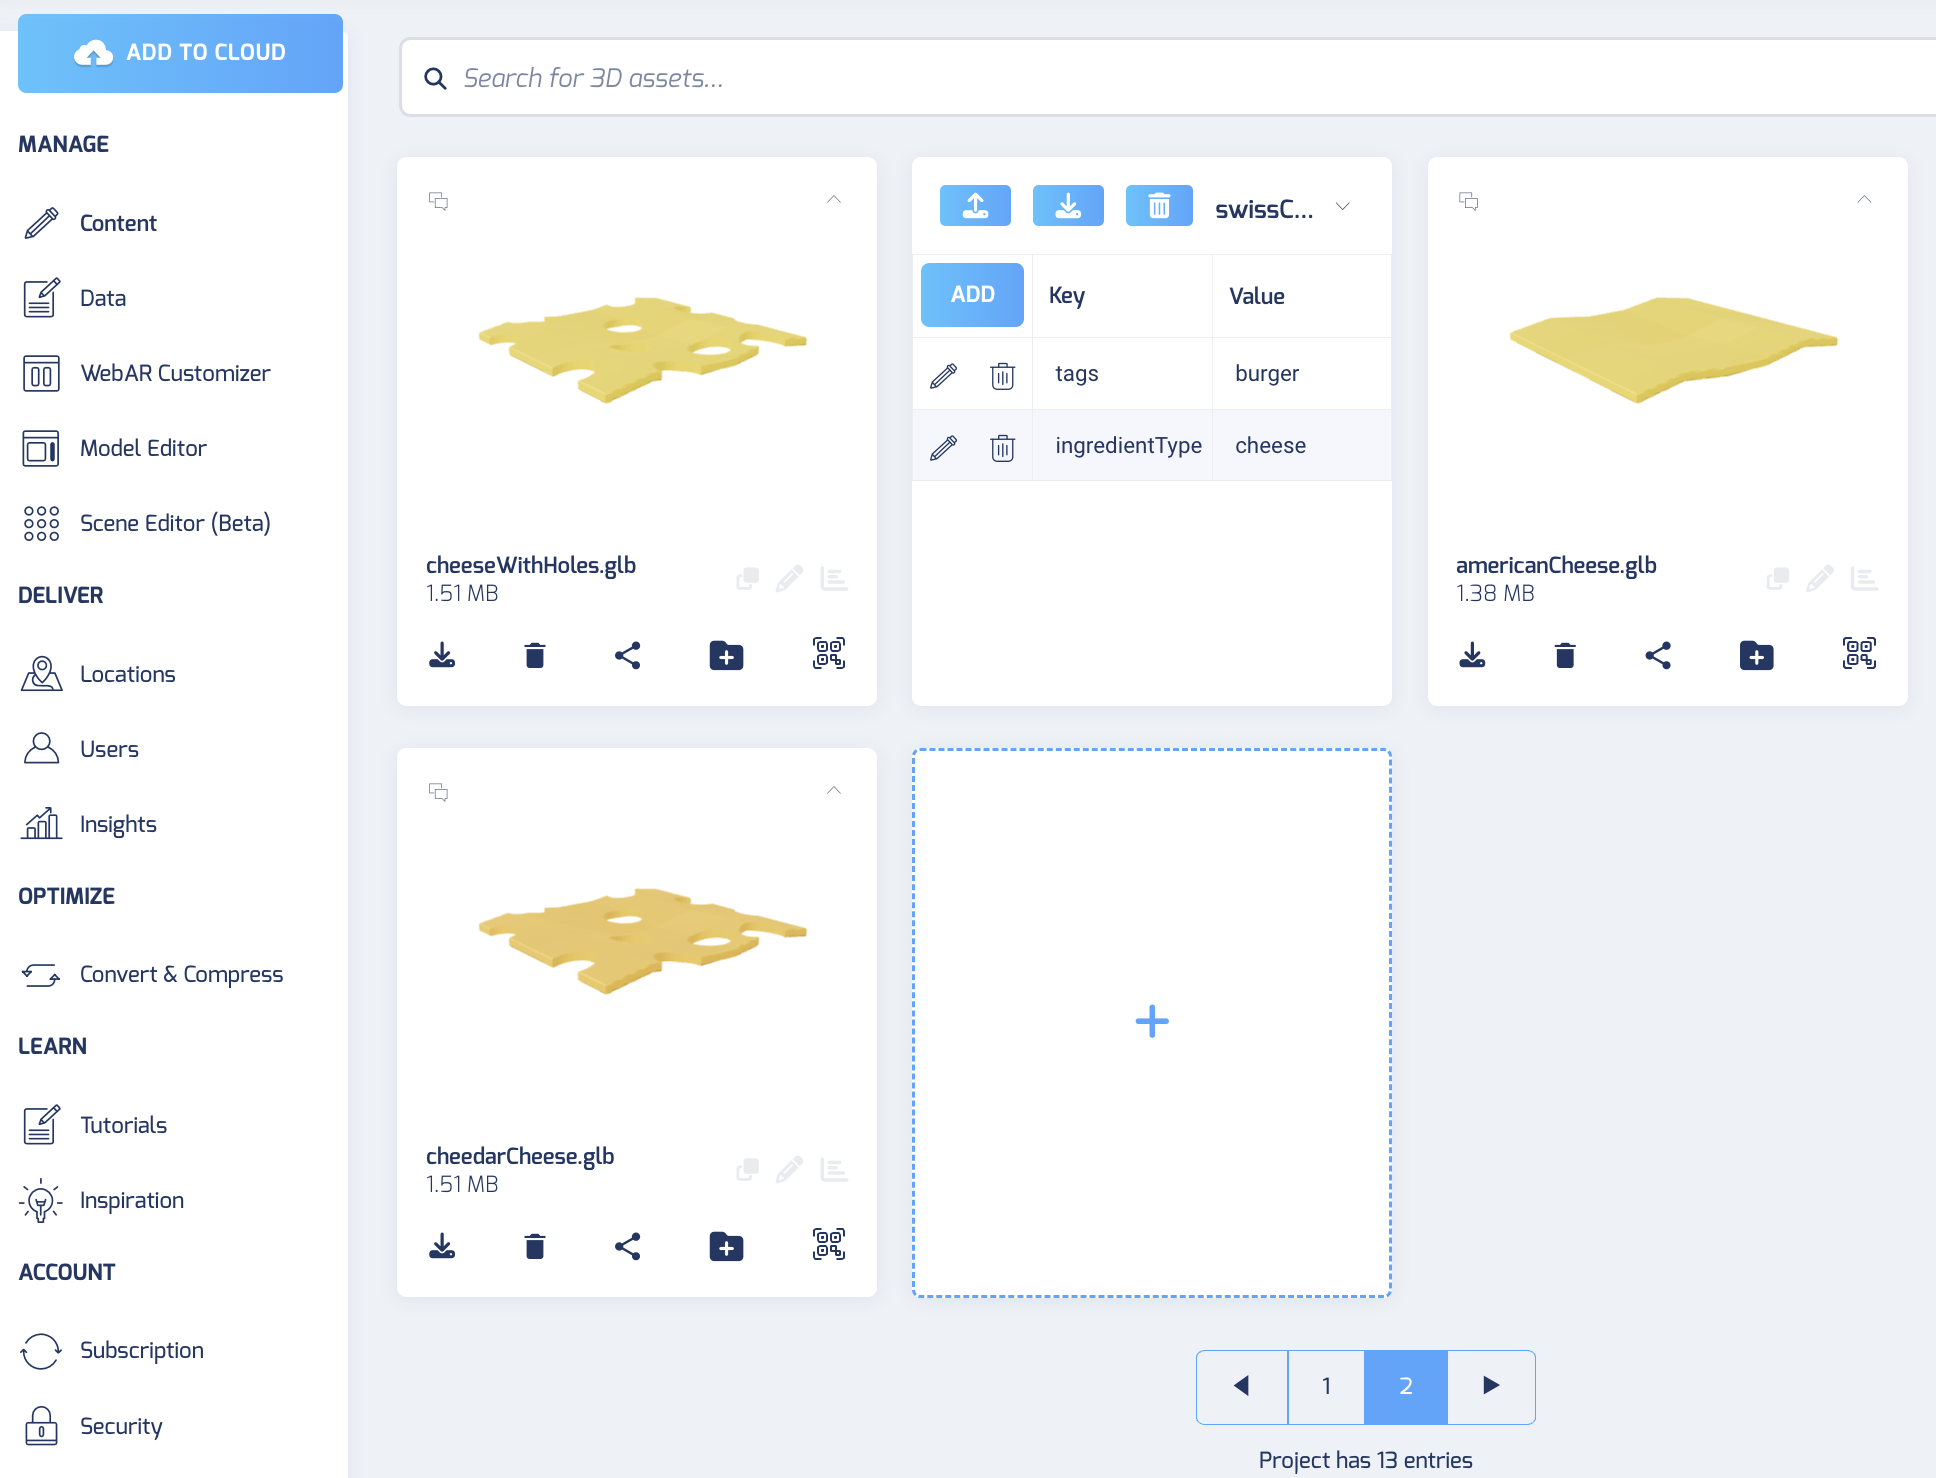 ADD TO CLOUD
MANAGE
Content
Data
WebAR Customizer
Model Editor
Scene Editor (Beta)
DELIVER
Locations
Users
Insights
OPTIMIZE
Convert & Compress
LEARN
Tutorials
Inspiration
ACCOUNT
Subscription
Security
Search for 3D assets...
cheeseWithHoles.glb
1.51 MB
swissC...
ADD Key Value
tags burger
ingredientType cheese
americanCheese.glb
1.38 MB
cheedarCheese.glb
1.51 MB
1 2
Project has 13 entries